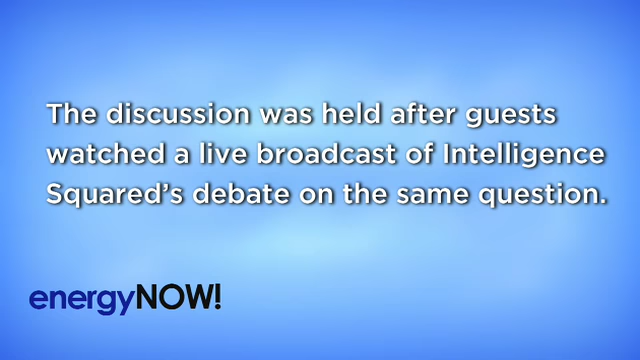 The discussion was held after guests
watched a live broadcast of Intelligence
Squared’s debate on the same question.
energyNOW!